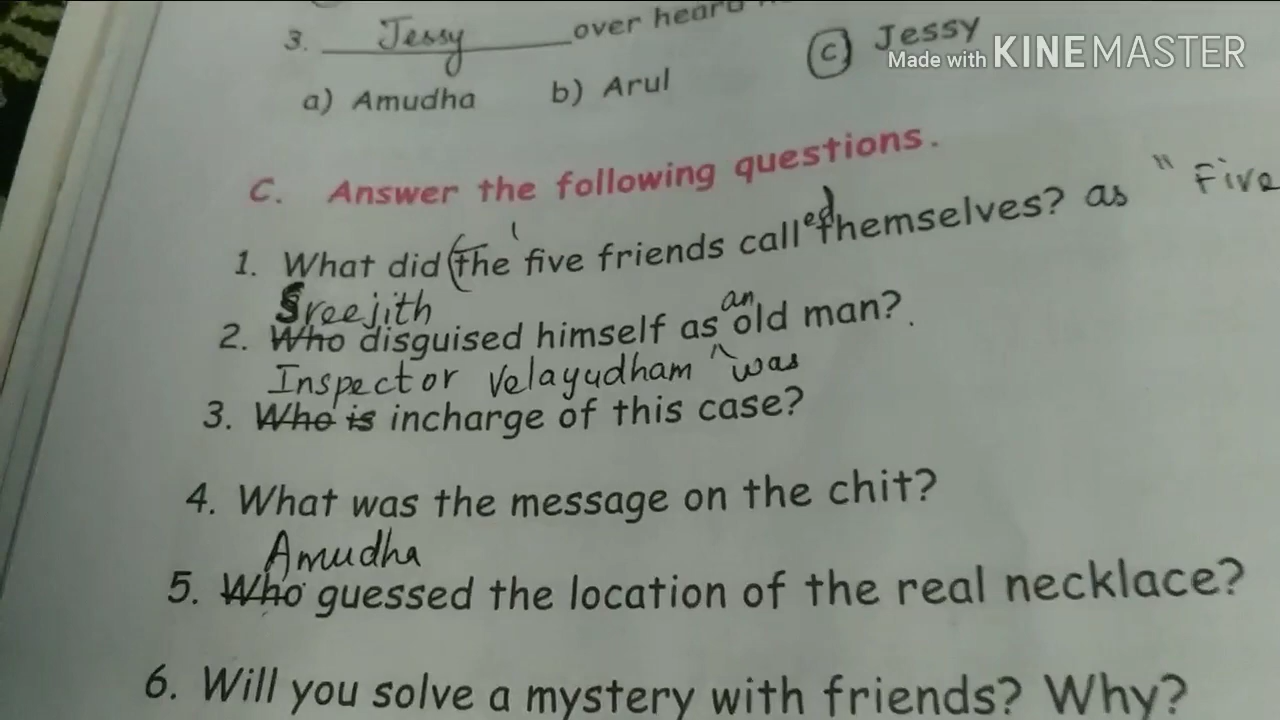 3. Jessy over heard
a) Amudha b) Arul c) Jessy
Made with KINEMASTER
C. Answer the following questions.
1. What did the five friends called themselves? as " Five
Sreejith
2. Who disguised himself as an old man?
Inspector Velayudham was
3. Who is incharge of this case?
4. What was the message on the chit?
Amudha
5. Who guessed the location of the real necklace?
6. Will you solve a mystery with friends? Why?